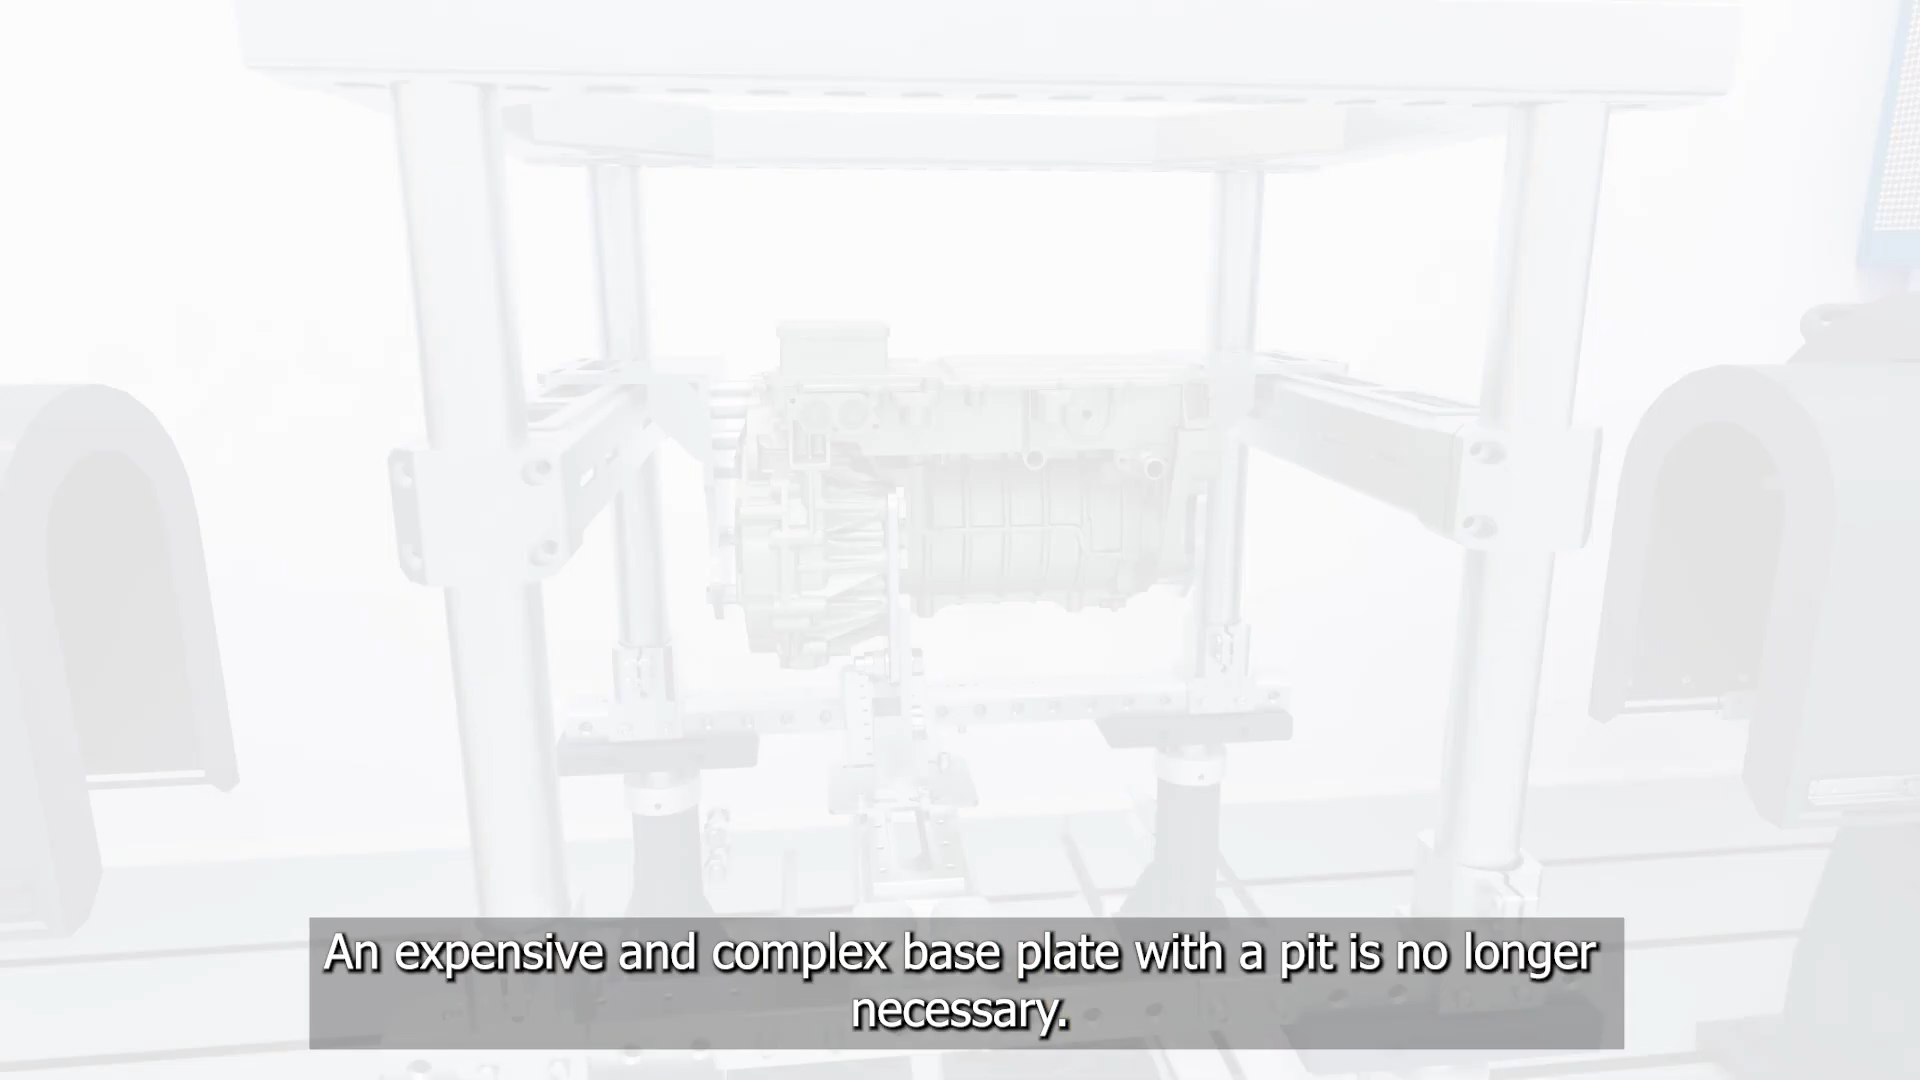 An expensive and complex base plate with a pit is no longer
necessary.